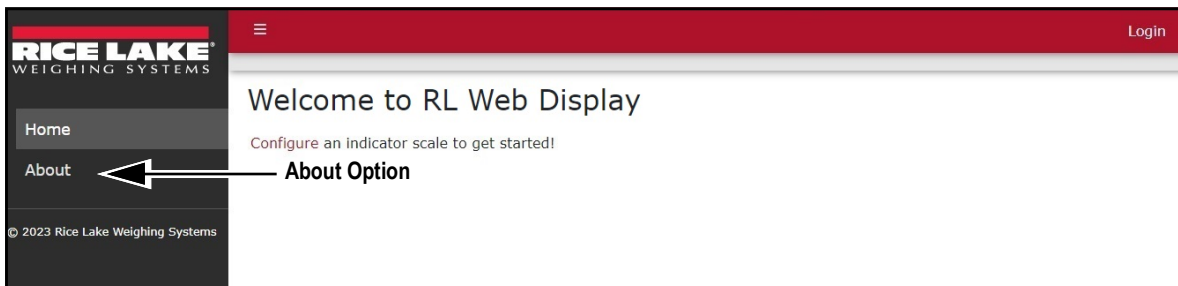 RICE LAKE®
WEIGHING SYSTEMS
Login
Welcome to RL Web Display
Home
Configure an indicator scale to get started!
About
About Option
© 2023 Rice Lake Weighing Systems